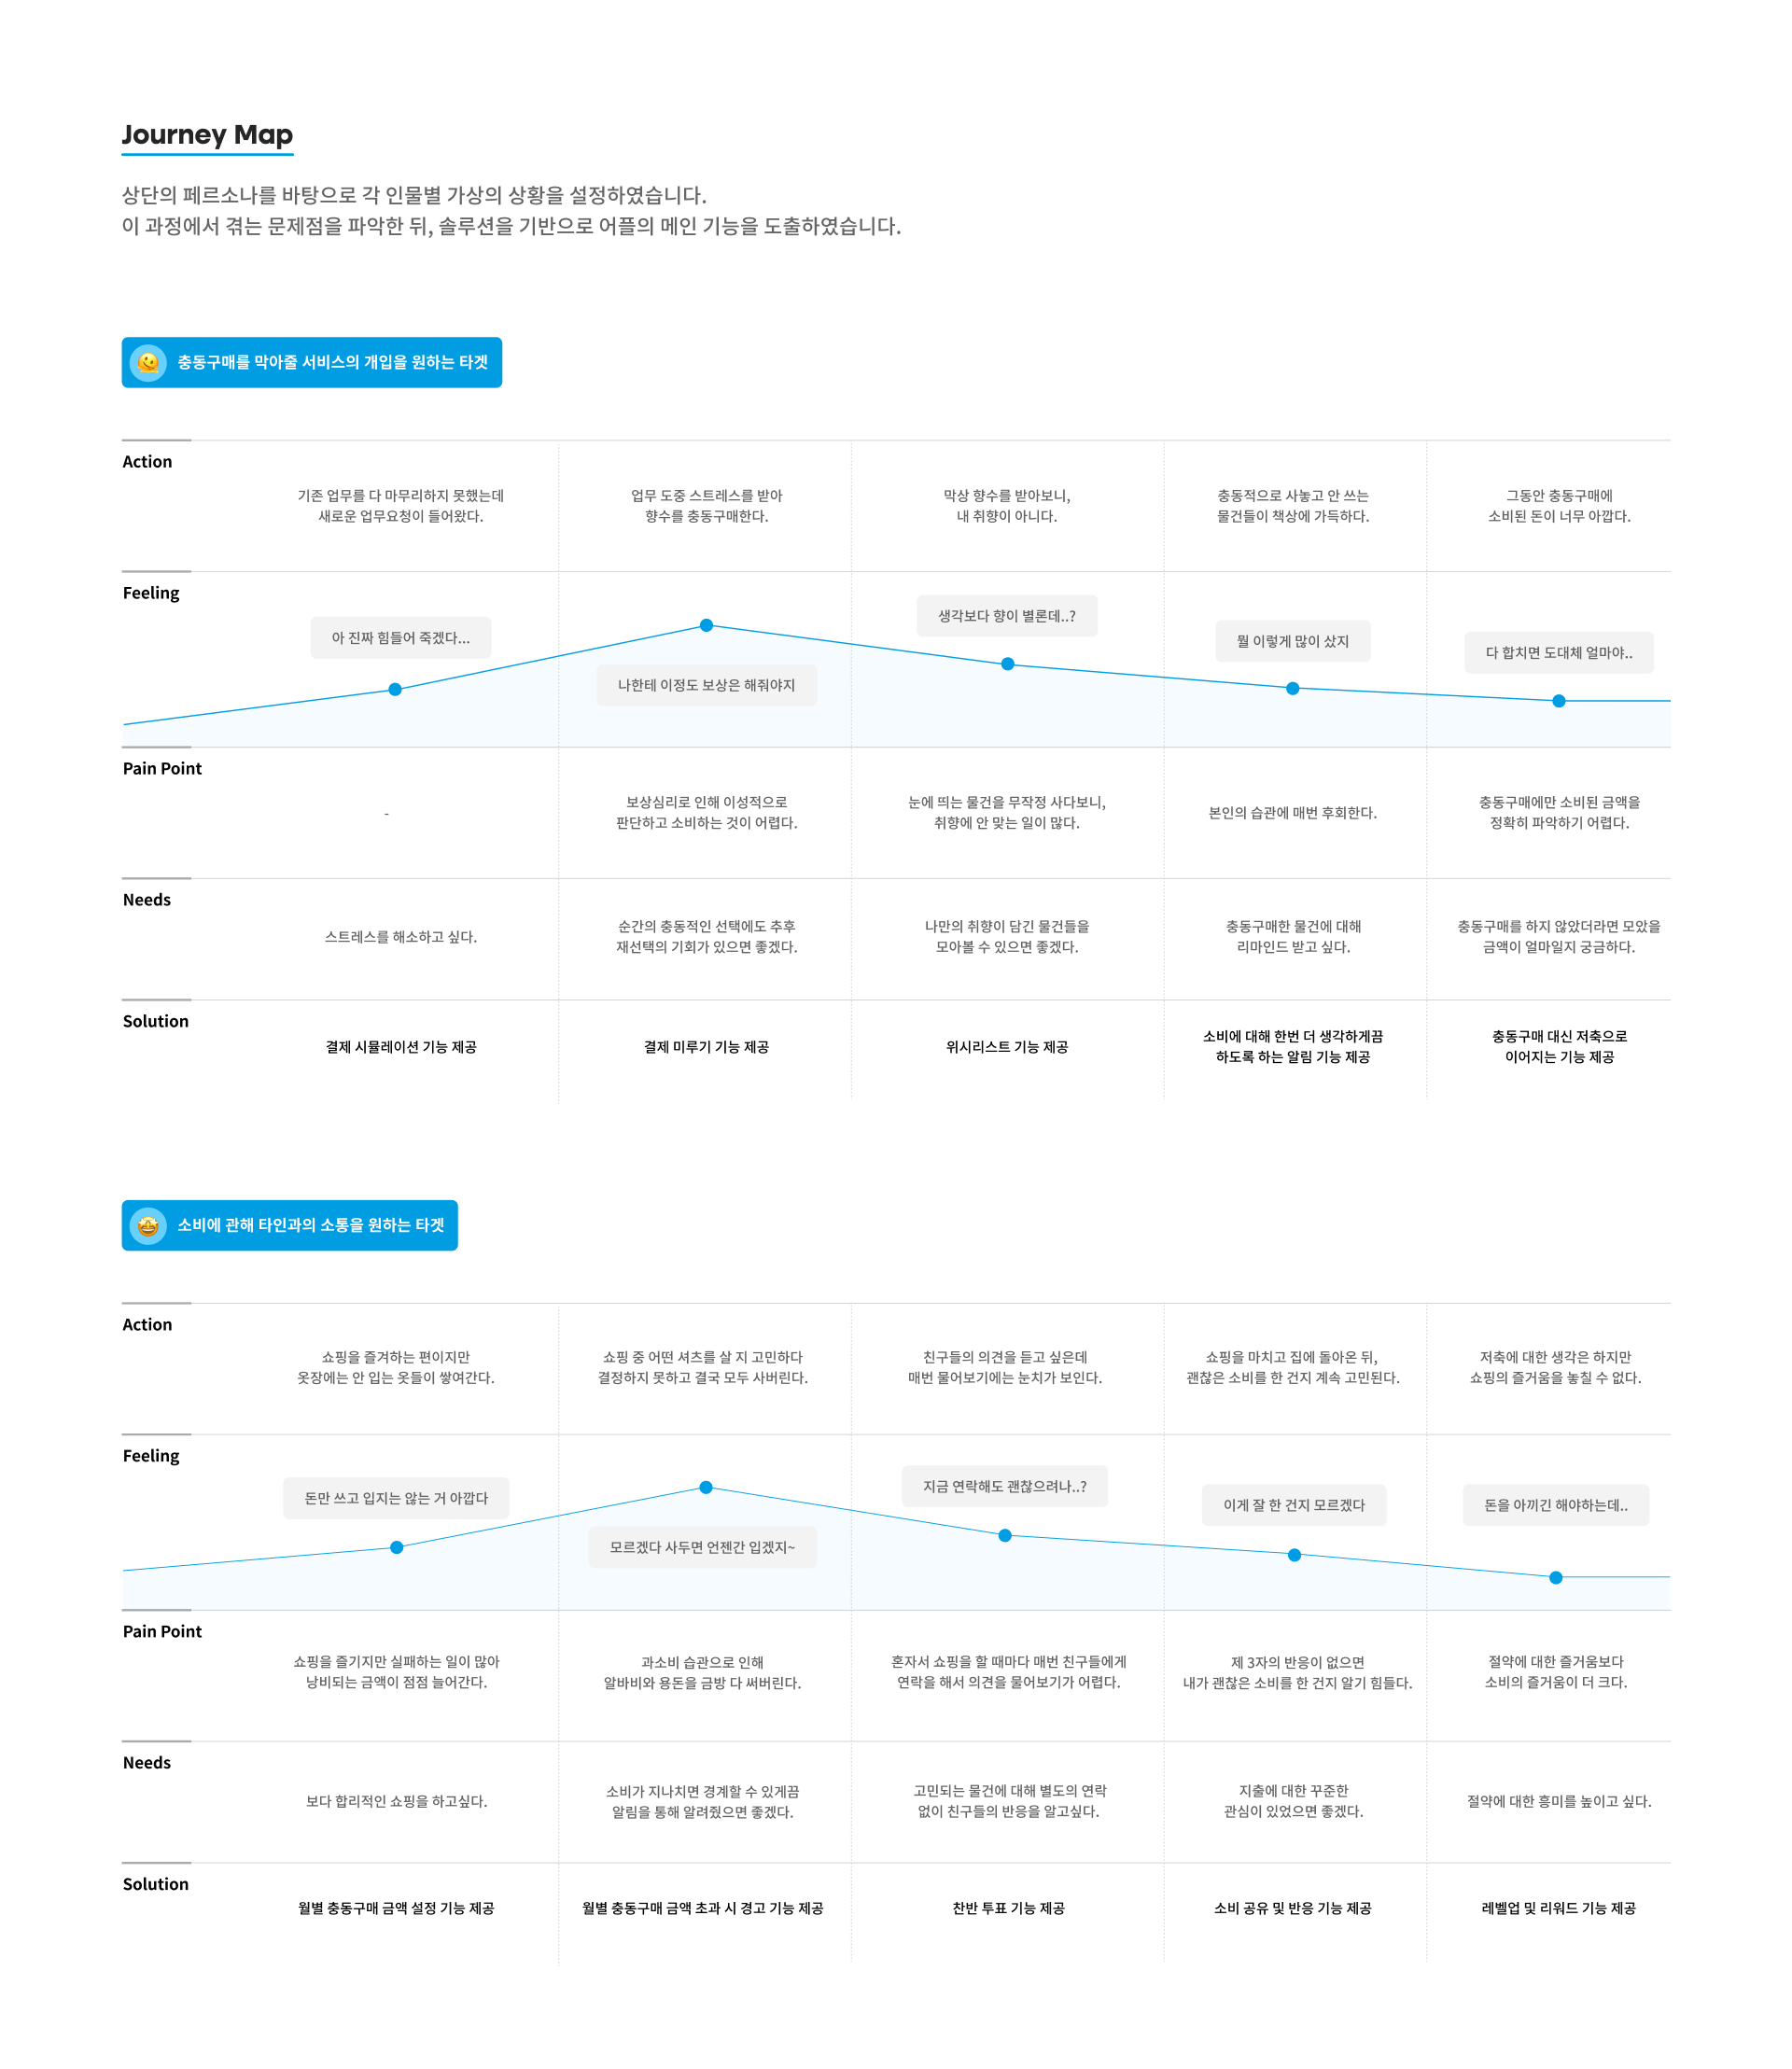 Journey Map
상단의 페르소나를 바탕으로 각 인물별 가상의 상황을 설정하였습니다.
이 과정에서 겪는 문제점을 파악한 뒤, 솔루션을 기반으로 어플의 메인 기능을 도출하였습니다.
충동구매를 막아줄 서비스의 개입을 원하는 타겟
Action
기존 업무를 다 마무리하지 못했는데
새로운 업무요청이 들어왔다.
업무 도중 스트레스를 받아
향수를 충동구매한다.
막상 향수를 받아보니,
내 취향이 아니다.
충동적으로 사놓고 안 쓰는
물건들이 책상에 가득하다.
그동안 충동구매에
소비된 돈이 너무 아깝다.
Feeling
아 진짜 힘들어 죽겠다...
나한테 이정도 보상은 해줘야지
생각보다 향이 별론데..?
뭘 이렇게 많이 샀지
다 합치면 도대체 얼마야..
Pain Point
-
보상심리로 인해 이성적으로
판단하고 소비하는 것이 어렵다.
눈에 띄는 물건을 무작정 사다보니,
취향에 안 맞는 일이 많다.
본인의 습관에 매번 후회한다.
충동구매에만 소비된 금액을
정확히 파악하기 어렵다.
Needs
스트레스를 해소하고 싶다.
순간의 충동적인 선택에도 추후
재선택의 기회가 있으면 좋겠다.
나만의 취향이 담긴 물건들을
모아볼 수 있으면 좋겠다.
충동구매한 물건에 대해
리마인드 받고 싶다.
충동구매를 하지 않았더라면 모았을
금액이 얼마일지 궁금하다.
Solution
결제 시뮬레이션 기능 제공
결제 미루기 기능 제공
위시리스트 기능 제공
소비에 대해 한번 더 생각하게끔
하도록 하는 알림 기능 제공
충동구매 대신 저축으로
이어지는 기능 제공
소비에 관해 타인과의 소통을 원하는 타겟
Action
쇼핑을 즐겨하는 편이지만
옷장에는 안 입는 옷들이 쌓여간다.
쇼핑 중 어떤 셔츠를 살 지 고민하다
결정하지 못하고 결국 모두 사버린다.
친구들의 의견을 듣고 싶은데
매번 물어보기에는 눈치가 보인다.
쇼핑을 마치고 집에 돌아온 뒤,
괜찮은 소비를 한 건지 계속 고민된다.
저축에 대한 생각은 하지만
쇼핑의 즐거움을 놓칠 수 없다.
Feeling
돈만 쓰고 입지는 않는 거 아깝다
모르겠다 사두면 언젠간 입겠지~
지금 연락해도 괜찮으려나..?
이게 잘 한 건지 모르겠다
돈을 아끼긴 해야하는데..
Pain Point
쇼핑을 즐기지만 실패하는 일이 많아
낭비되는 금액이 점점 늘어간다.
과소비 습관으로 인해
알바비와 용돈을 금방 다 써버린다.
혼자서 쇼핑을 할 때마다 매번 친구들에게
연락을 해서 의견을 물어보기가 어렵다.
제 3자의 반응이 없으면
내가 괜찮은 소비를 한 건지 알기 힘들다.
절약에 대한 즐거움보다
소비의 즐거움이 더 크다.
Needs
보다 합리적인 쇼핑을 하고싶다.
소비가 지나치면 경계할 수 있게끔
알림을 통해 알려줬으면 좋겠다.
고민되는 물건에 대해 별도의 연락
없이 친구들의 반응을 알고싶다.
지출에 대한 꾸준한
관심이 있었으면 좋겠다.
절약에 대한 흥미를 높이고 싶다.
Solution
월별 충동구매 금액 설정 기능 제공
월별 충동구매 금액 초과 시 경고 기능 제공
찬반 투표 기능 제공
소비 공유 및 반응 기능 제공
레벨업 및 리워드 기능 제공